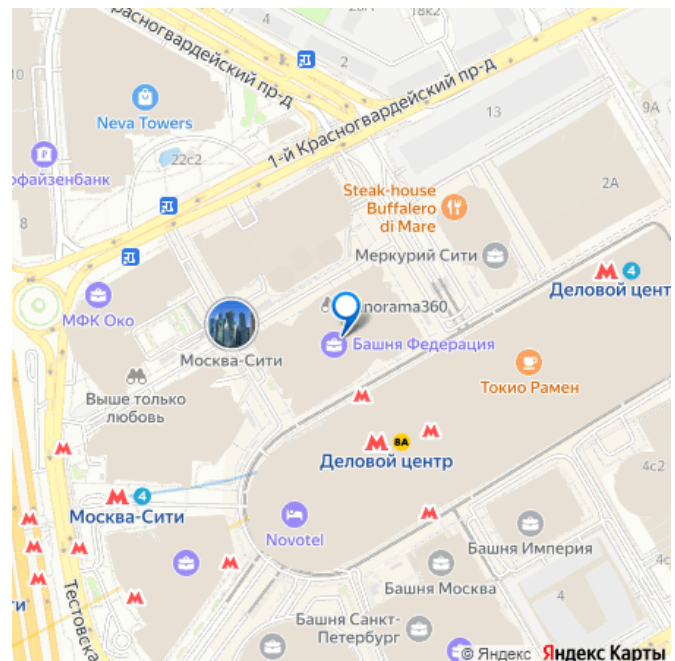 20А
18к2
Красногвардейский пр-д
2
10
Neva Towers
1-й Красногвардейский пр-д
13
9А
22с2
офайзенбанк
8
Steak-house
Buffalero
di Mare
2А
Меркурий Сити
4
Деловой цент
МФК Око
norama360
Москва-Сити
Башня Федерация
Токио Рамен
Выше только
любовь
8А
Деловой центр
4с2
4
Москва-Сити
Novotel
Башня Империя
Тестовска
ти
Башня Москва
4
Башня Санкт-
Петербург
© Яндекс Яндекс Карты